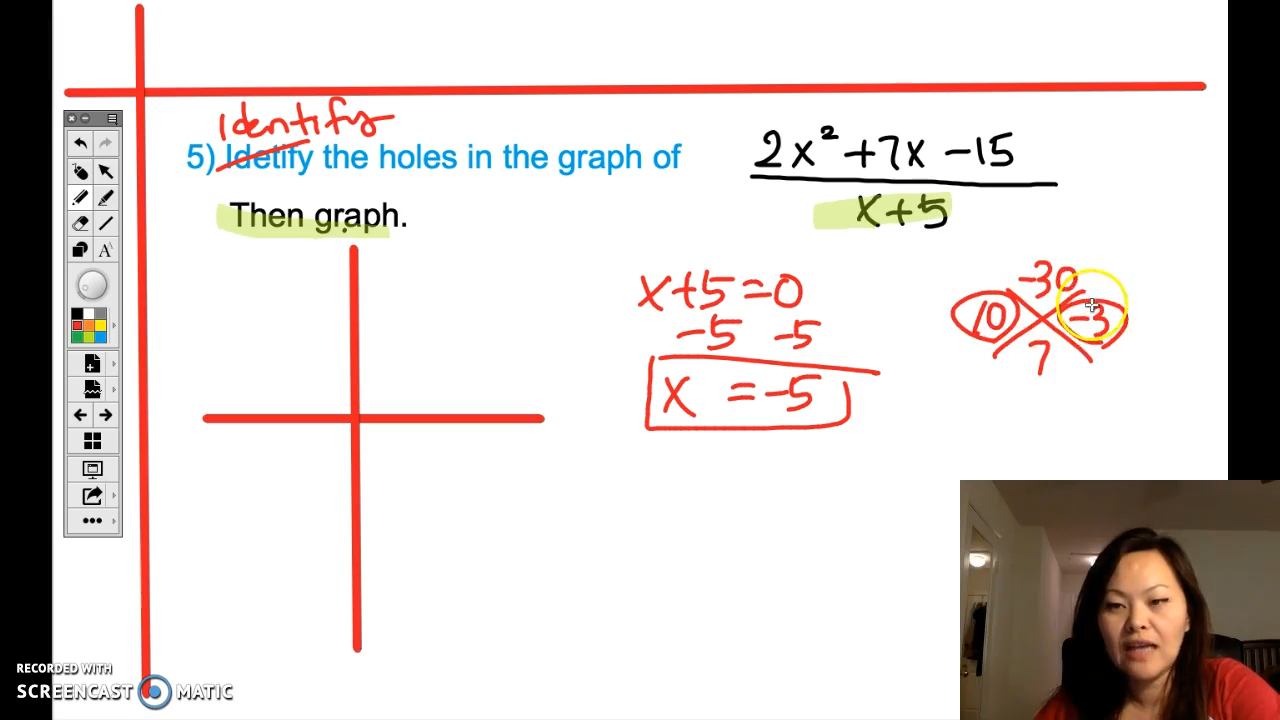 Identify
5) Idetify the holes in the graph of
2x² + 7x - 15
x + 5
Then graph.
x + 5 = 0
-5 -5
x = -5
-30
10 -3
7
A
RECORDED WITH
SCREENCAST MATIC